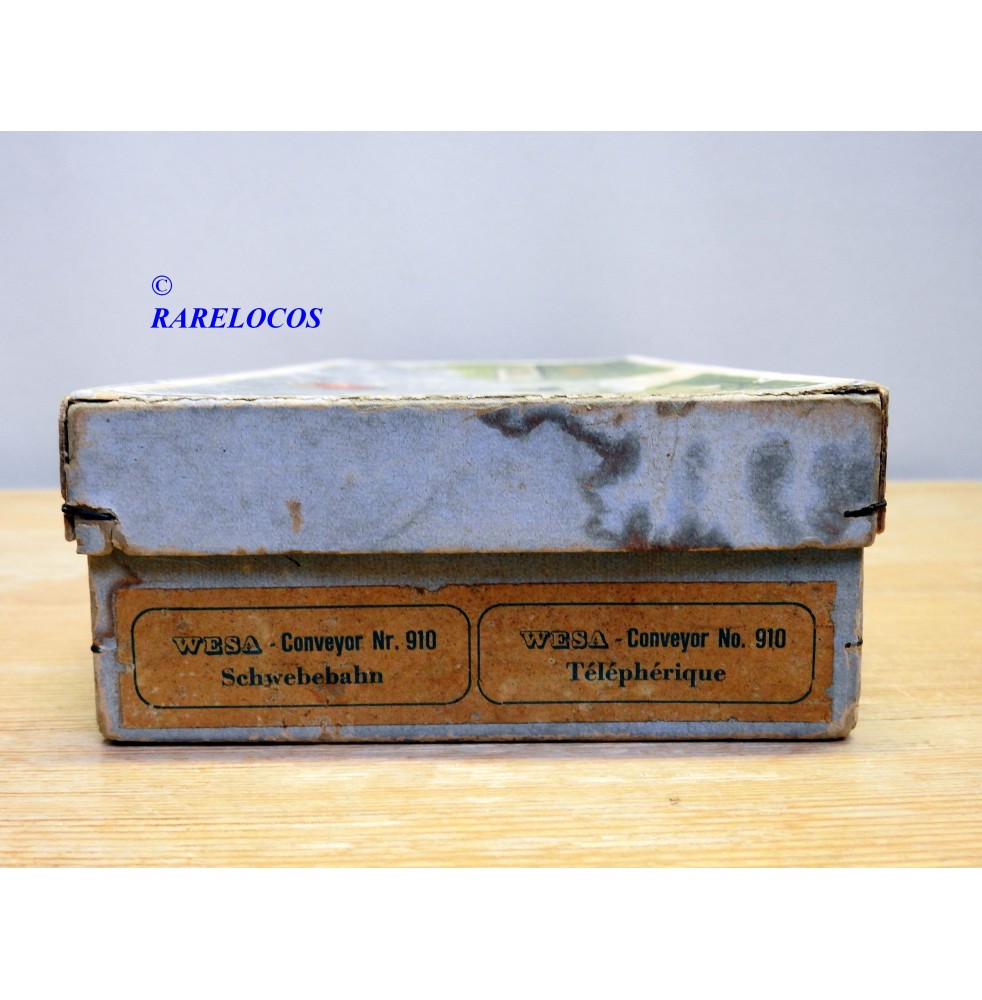 ©
RARELOCOS
WESA - Conveyor Nr. 910
Schwebebahn
WESA - Conveyor No. 910
Téléphérique